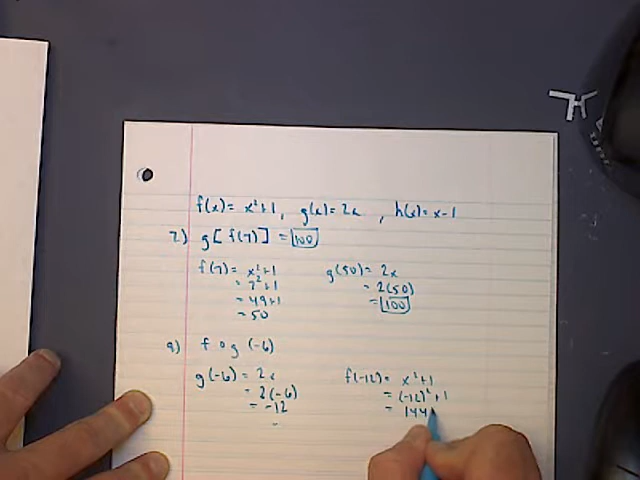 f(x) = x²+1, g(x) = 2x, h(x) = x-1
7) g[f(7)] = 100
f(7) = x²+1
= 7²+1
= 49+1
= 50
g(50) = 2x
= 2(50)
= 100
9) f∘g(-6)
g(-6) = 2x
= 2(-6)
= -12
f(-12) = x²+1
= (-12)²+1
= 144